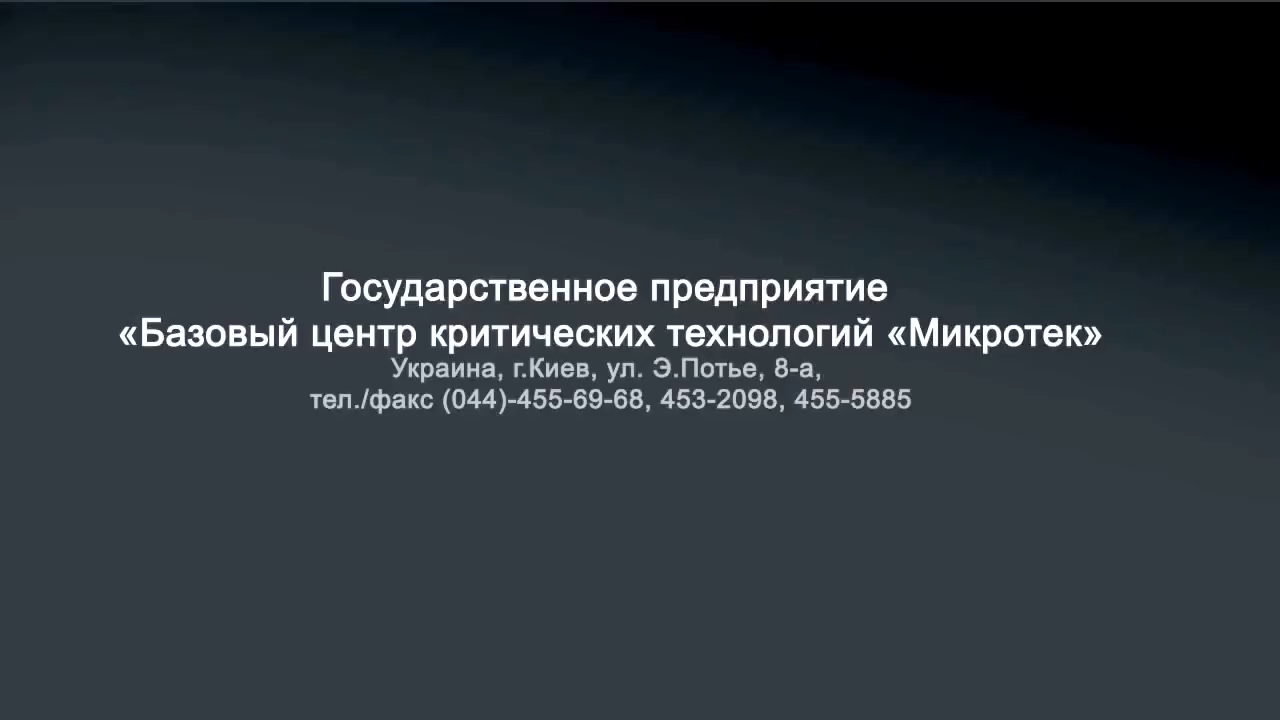 Государственное предприятие
«Базовый центр критических технологий «Микротек»
Украина, г.Киев, ул. Э.Потье, 8-а,
тел./факс (044)-455-69-68, 453-2098, 455-5885